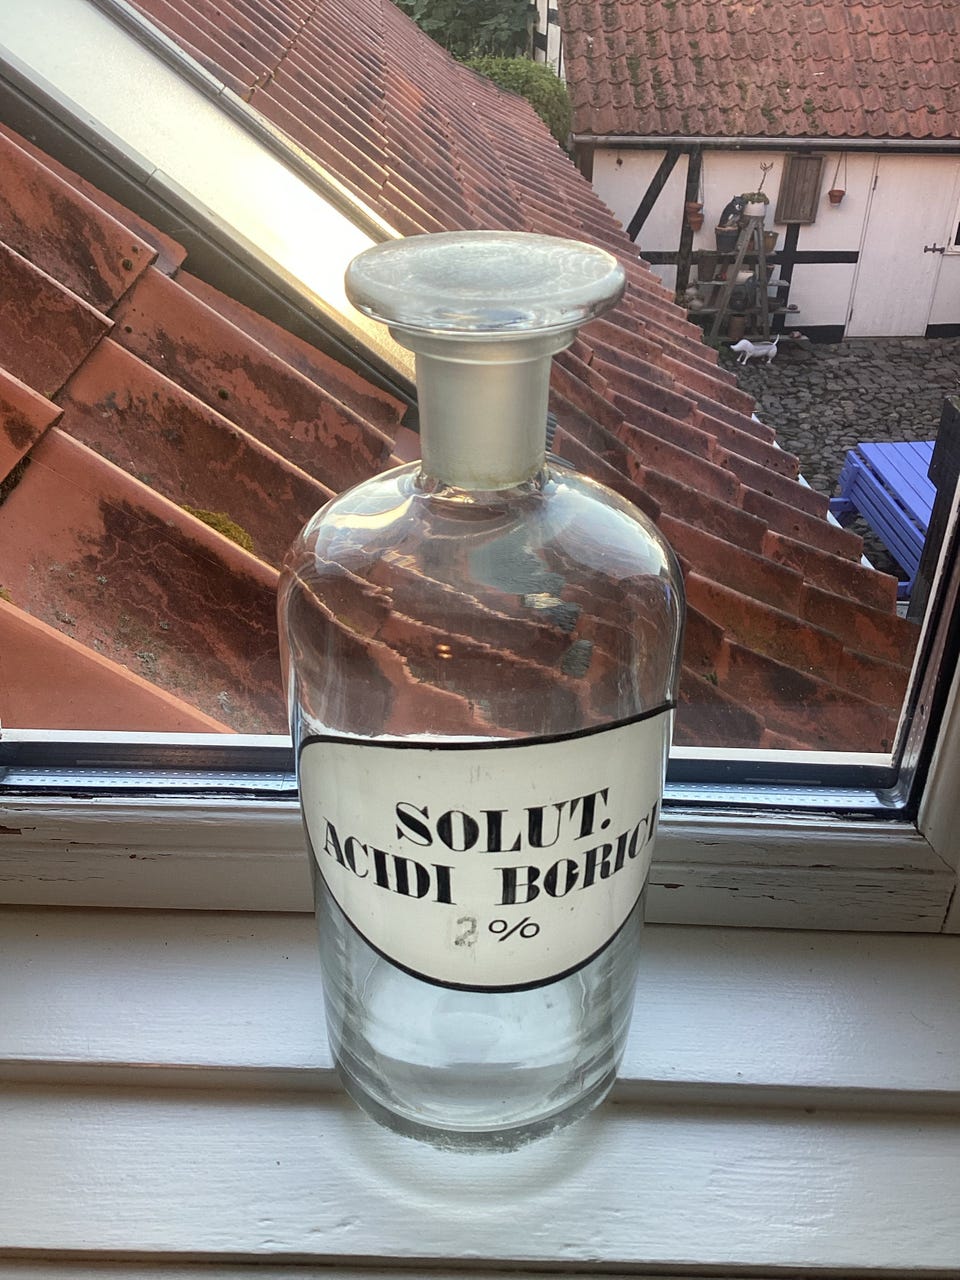 SOLUT.
ACIDI BORICI
2%